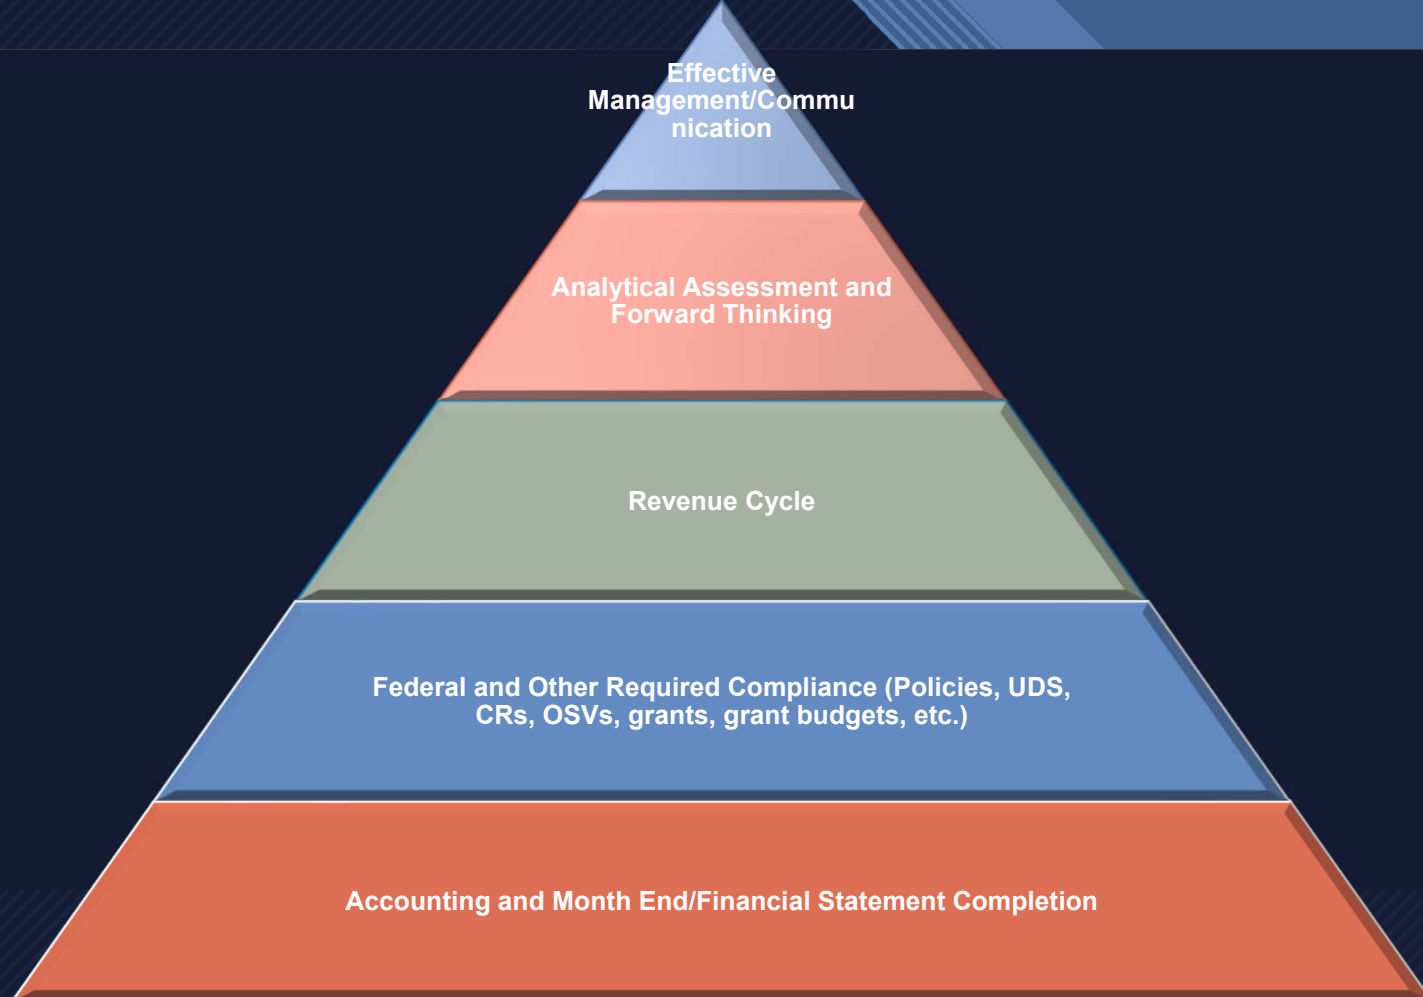 Effective
Management/Commu
nication
Analytical Assessment and
Forward Thinking
Revenue Cycle
Federal and Other Required Compliance (Policies, UDS,
CRs, OSVs, grants, grant budgets, etc.)
Accounting and Month End/Financial Statement Completion